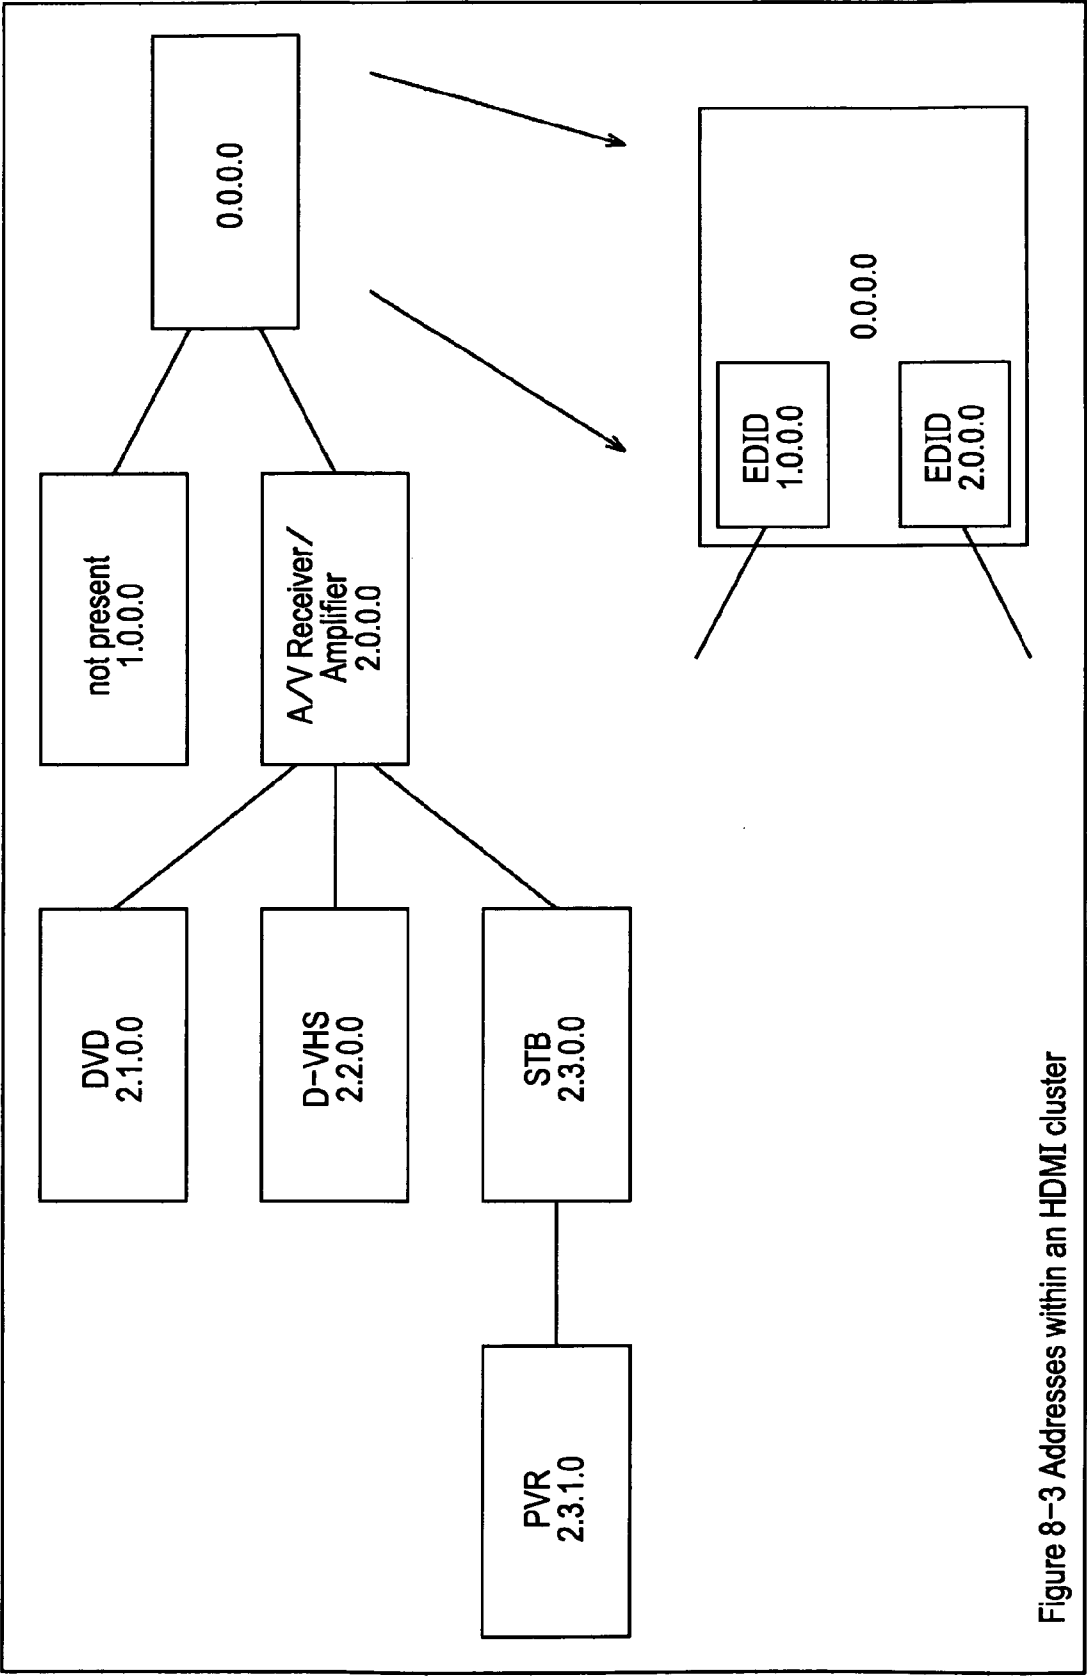 PVR
2.3.1.0
DVD
2.1.0.0
D-VHS
2.2.0.0
STB
2.3.0.0
not present
1.0.0.0
A/V Receiver/
Amplifier
2.0.0.0
0.0.0.0
EDID
1.0.0.0
EDID
2.0.0.0
0.0.0.0
Figure 8-3 Addresses within an HDMI cluster